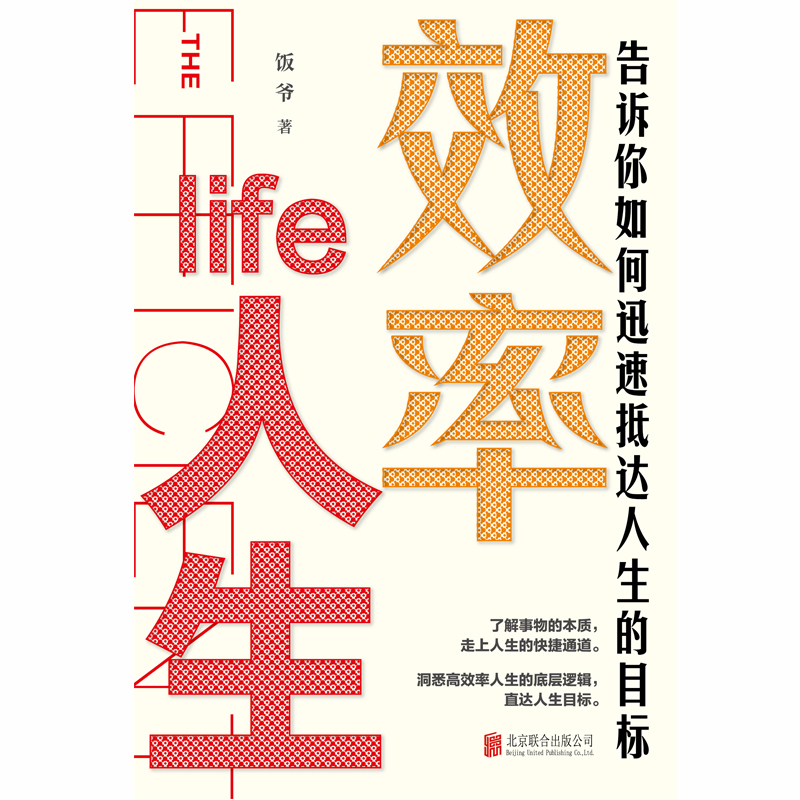 效率
人生
THE
life
饭爷 著
告诉你如何迅速抵达人生的目标
了解事物的本质，
走上人生的快捷通道。
洞悉高效率人生的底层逻辑，
直达人生目标。
北京联合出版公司
Beijing United Publishing Co.,Ltd.